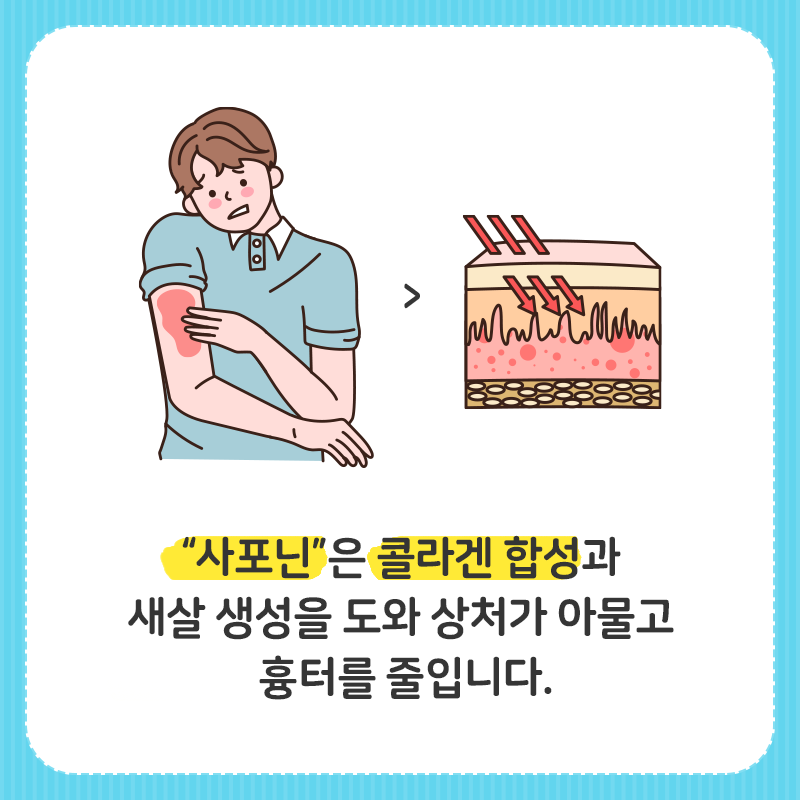 >
“사포닌”은 콜라겐 합성과
새살 생성을 도와 상처가 아물고
흉터를 줄입니다.